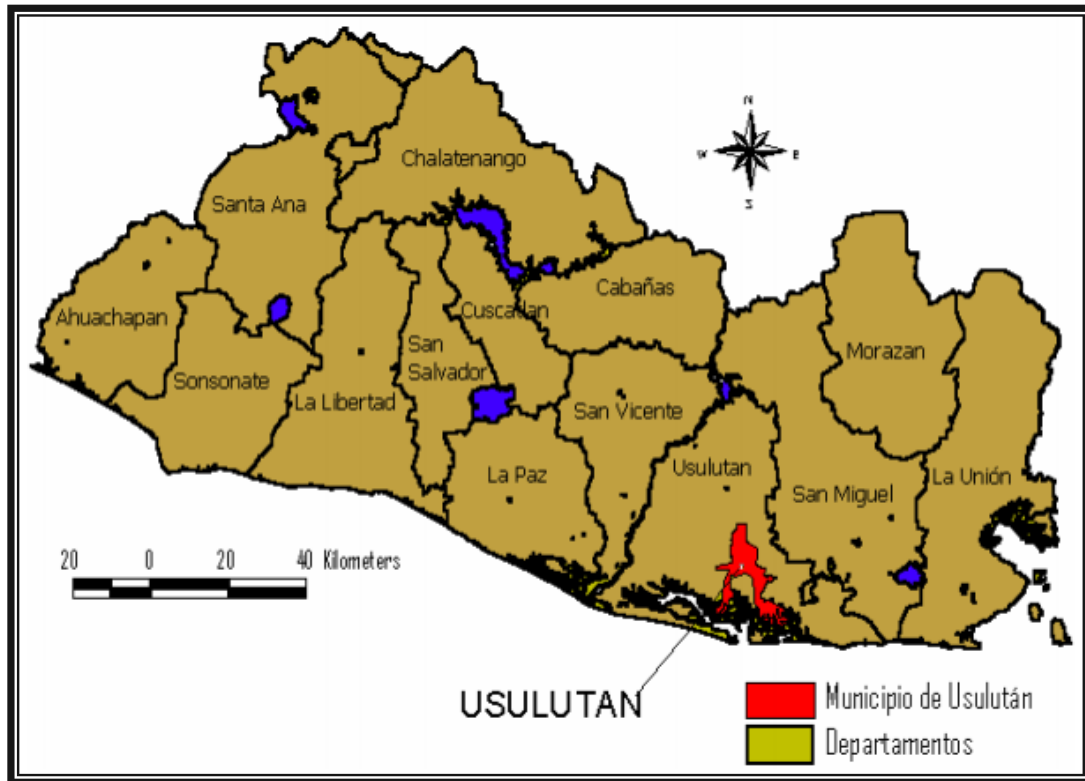 N
W
E
S
Chalatenango
Santa Ana
Cabañas
Ahuachapan
Cuscatlan
San
Salvador
Morazan
Sonsonate
La Libertad
San Vicente
La Paz
Usulutan
San Miguel
La Unión
20 0 20 40 Kilometers
USULUTAN
Municipio de Usulután
Departamentos